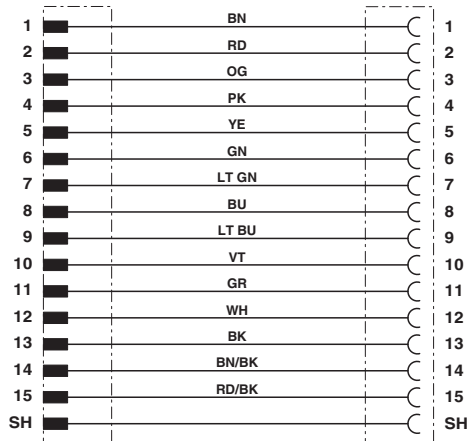 1 BN 1
2 RD 2
3 OG 3
4 PK 4
5 YE 5
6 GN 6
7 LT GN 7
8 BU 8
9 LT BU 9
10 VT 10
11 GR 11
12 WH 12
13 BK 13
14 BN/BK 14
15 RD/BK 15
SH SH